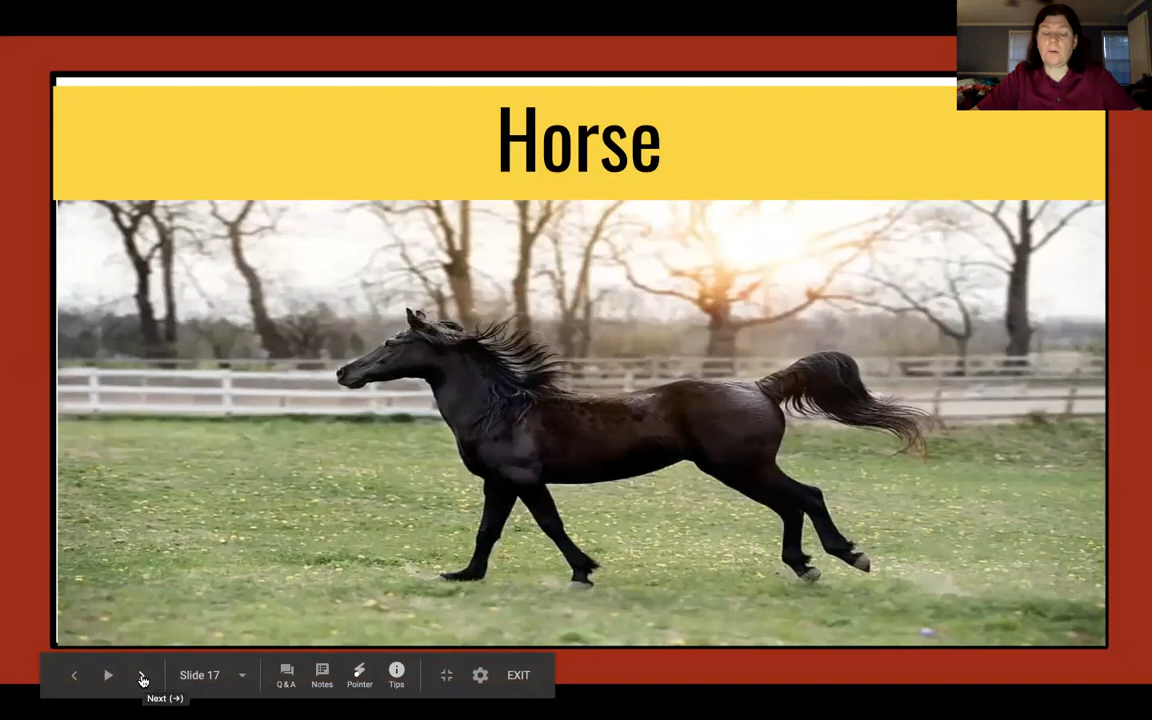 Horse
Slide 17
Q & A
Notes
Pointer
Tips
EXIT
Next (→)